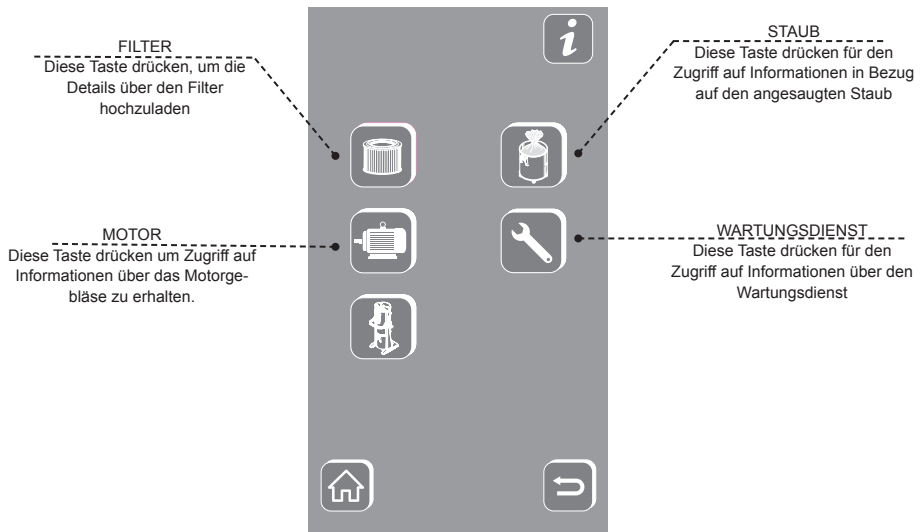 FILTER
Diese Taste drücken, um die
Details über den Filter
hochzuladen
STAUB
Diese Taste drücken für den
Zugriff auf Informationen in Bezug
auf den angesaugten Staub
MOTOR
Diese Taste drücken um Zugriff auf
Informationen über das Motorge-
bläse zu erhalten.
WARTUNGSDIENST
Diese Taste drücken für den
Zugriff auf Informationen über den
Wartungsdienst
i